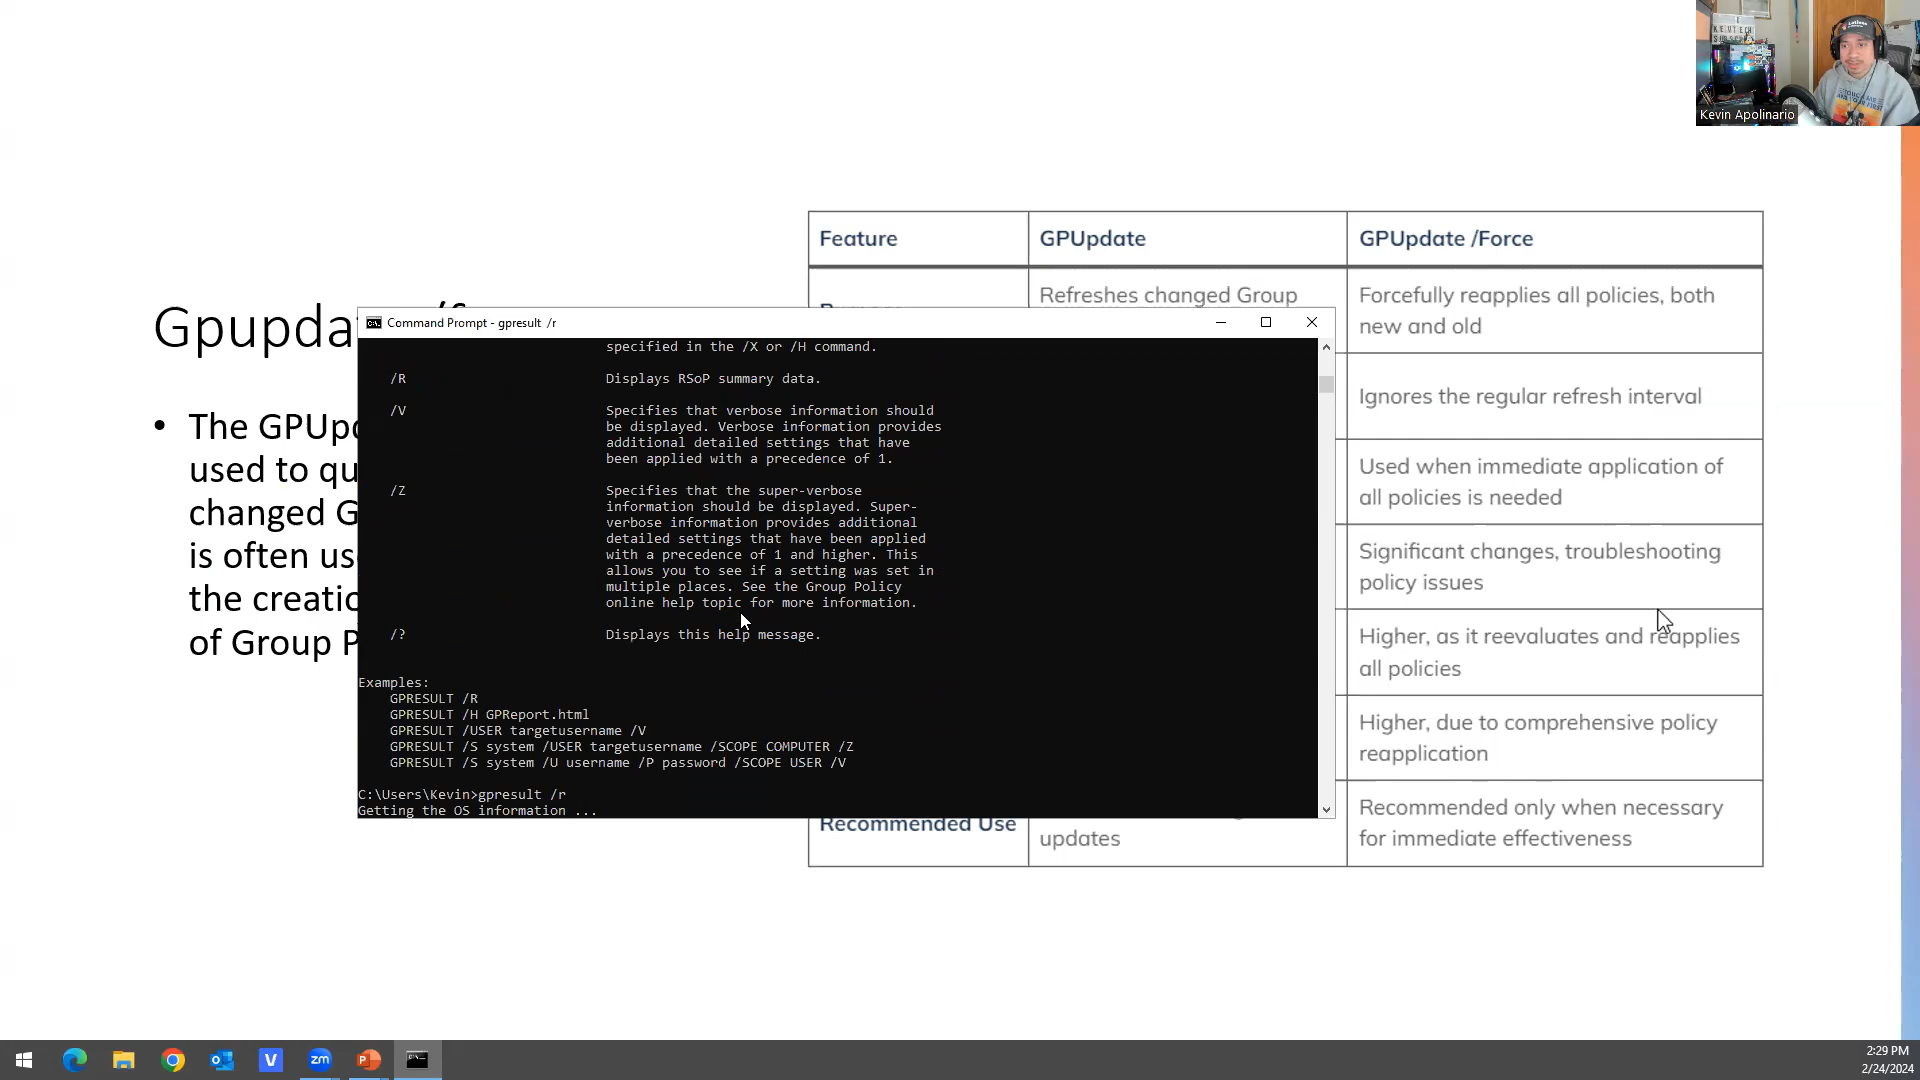 KEVTECH
Kevin Apolinario
Feature
GPUpdate
GPUpdate /Force
Refreshes changed Group
Forcefully reapplies all policies, both
new and old
Ignores the regular refresh interval
Used when immediate application of
all policies is needed
Significant changes, troubleshooting
policy issues
Higher, as it reevaluates and reapplies
all policies
Higher, due to comprehensive policy
reapplication
Recommended Use
updates
Recommended only when necessary
for immediate effectiveness
Gpupda
• The GPUpd
used to qu
changed G
is often us
the creatio
of Group P
Command Prompt - gpresult /r
specified in the /X or /H command.
/R Displays RSoP summary data.
/V Specifies that verbose information should
be displayed. Verbose information provides
additional detailed settings that have
been applied with a precedence of 1.
/Z Specifies that the super-verbose
information should be displayed. Super-
verbose information provides additional
detailed settings that have been applied
with a precedence of 1 and higher. This
allows you to see if a setting was set in
multiple places. See the Group Policy
online help topic for more information.
/? Displays this help message.
Examples:
GPRESULT /R
GPRESULT /H GPReport.html
GPRESULT /USER targetusername /V
GPRESULT /S system /USER targetusername /SCOPE COMPUTER /Z
GPRESULT /S system /U username /P password /SCOPE USER /V
C:\Users\Kevin>gpresult /r
Getting the OS information ...
2:29 PM
2/24/2024